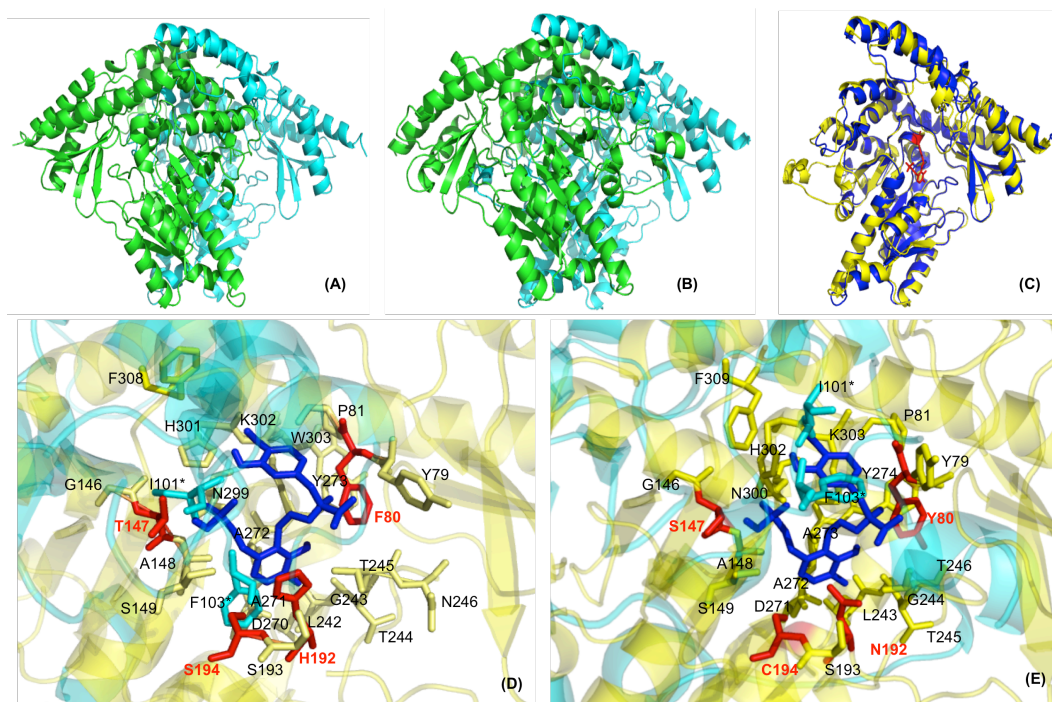 (A)
(B)
(C)
F308
K302
P81
H301
W303
Y79
G146
I101*
N299
Y273
T147
F80
A272
A148
T245
S149
F103*
A271
G243
N246
D270
L242
T244
S194
S193
H192
(D)
F309
I101*
P81
K303
H302
Y274
Y79
G146
N300
F103*
S147
Y80
A273
A148
T246
A272
S149
G244
D271
L243
T245
N192
C194
S193
(E)